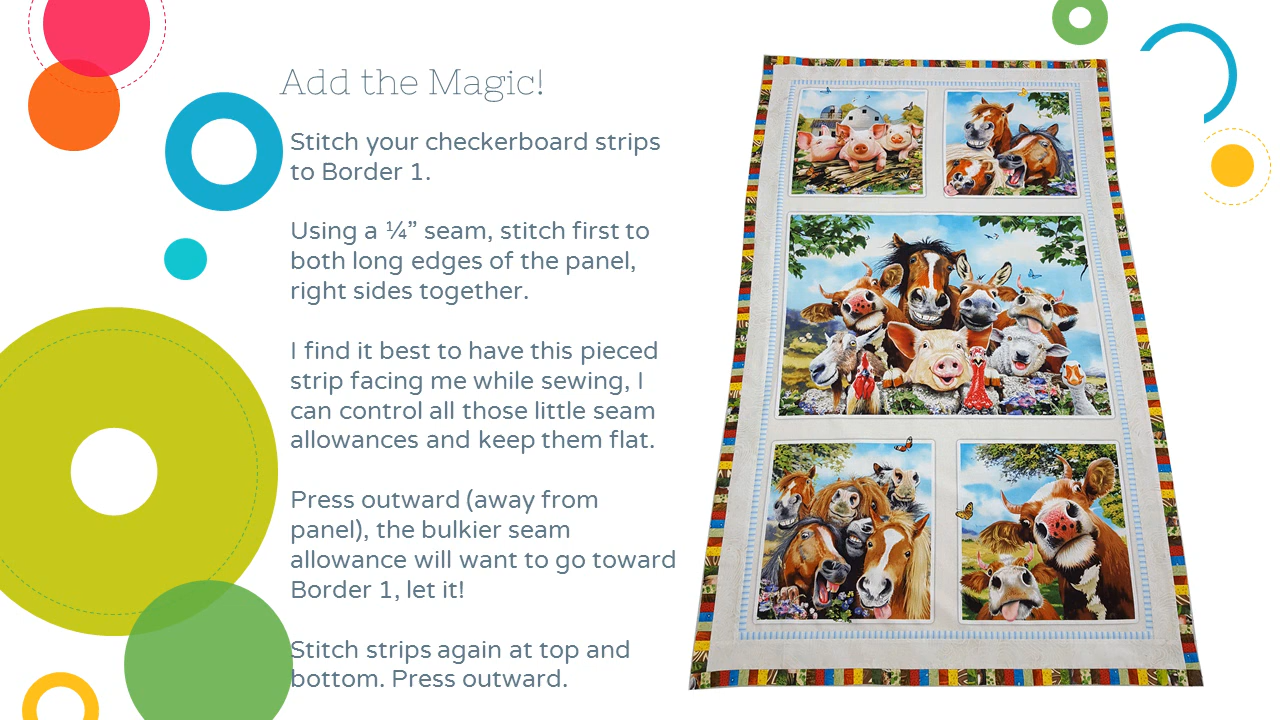 Add the Magic!
Stitch your checkerboard strips
to Border 1.
Using a ¼” seam, stitch first to
both long edges of the panel,
right sides together.
I find it best to have this pieced
strip facing me while sewing, I
can control all those little seam
allowances and keep them flat.
Press outward (away from
panel), the bulkier seam
allowance will want to go toward
Border 1, let it!
Stitch strips again at top and
bottom. Press outward.